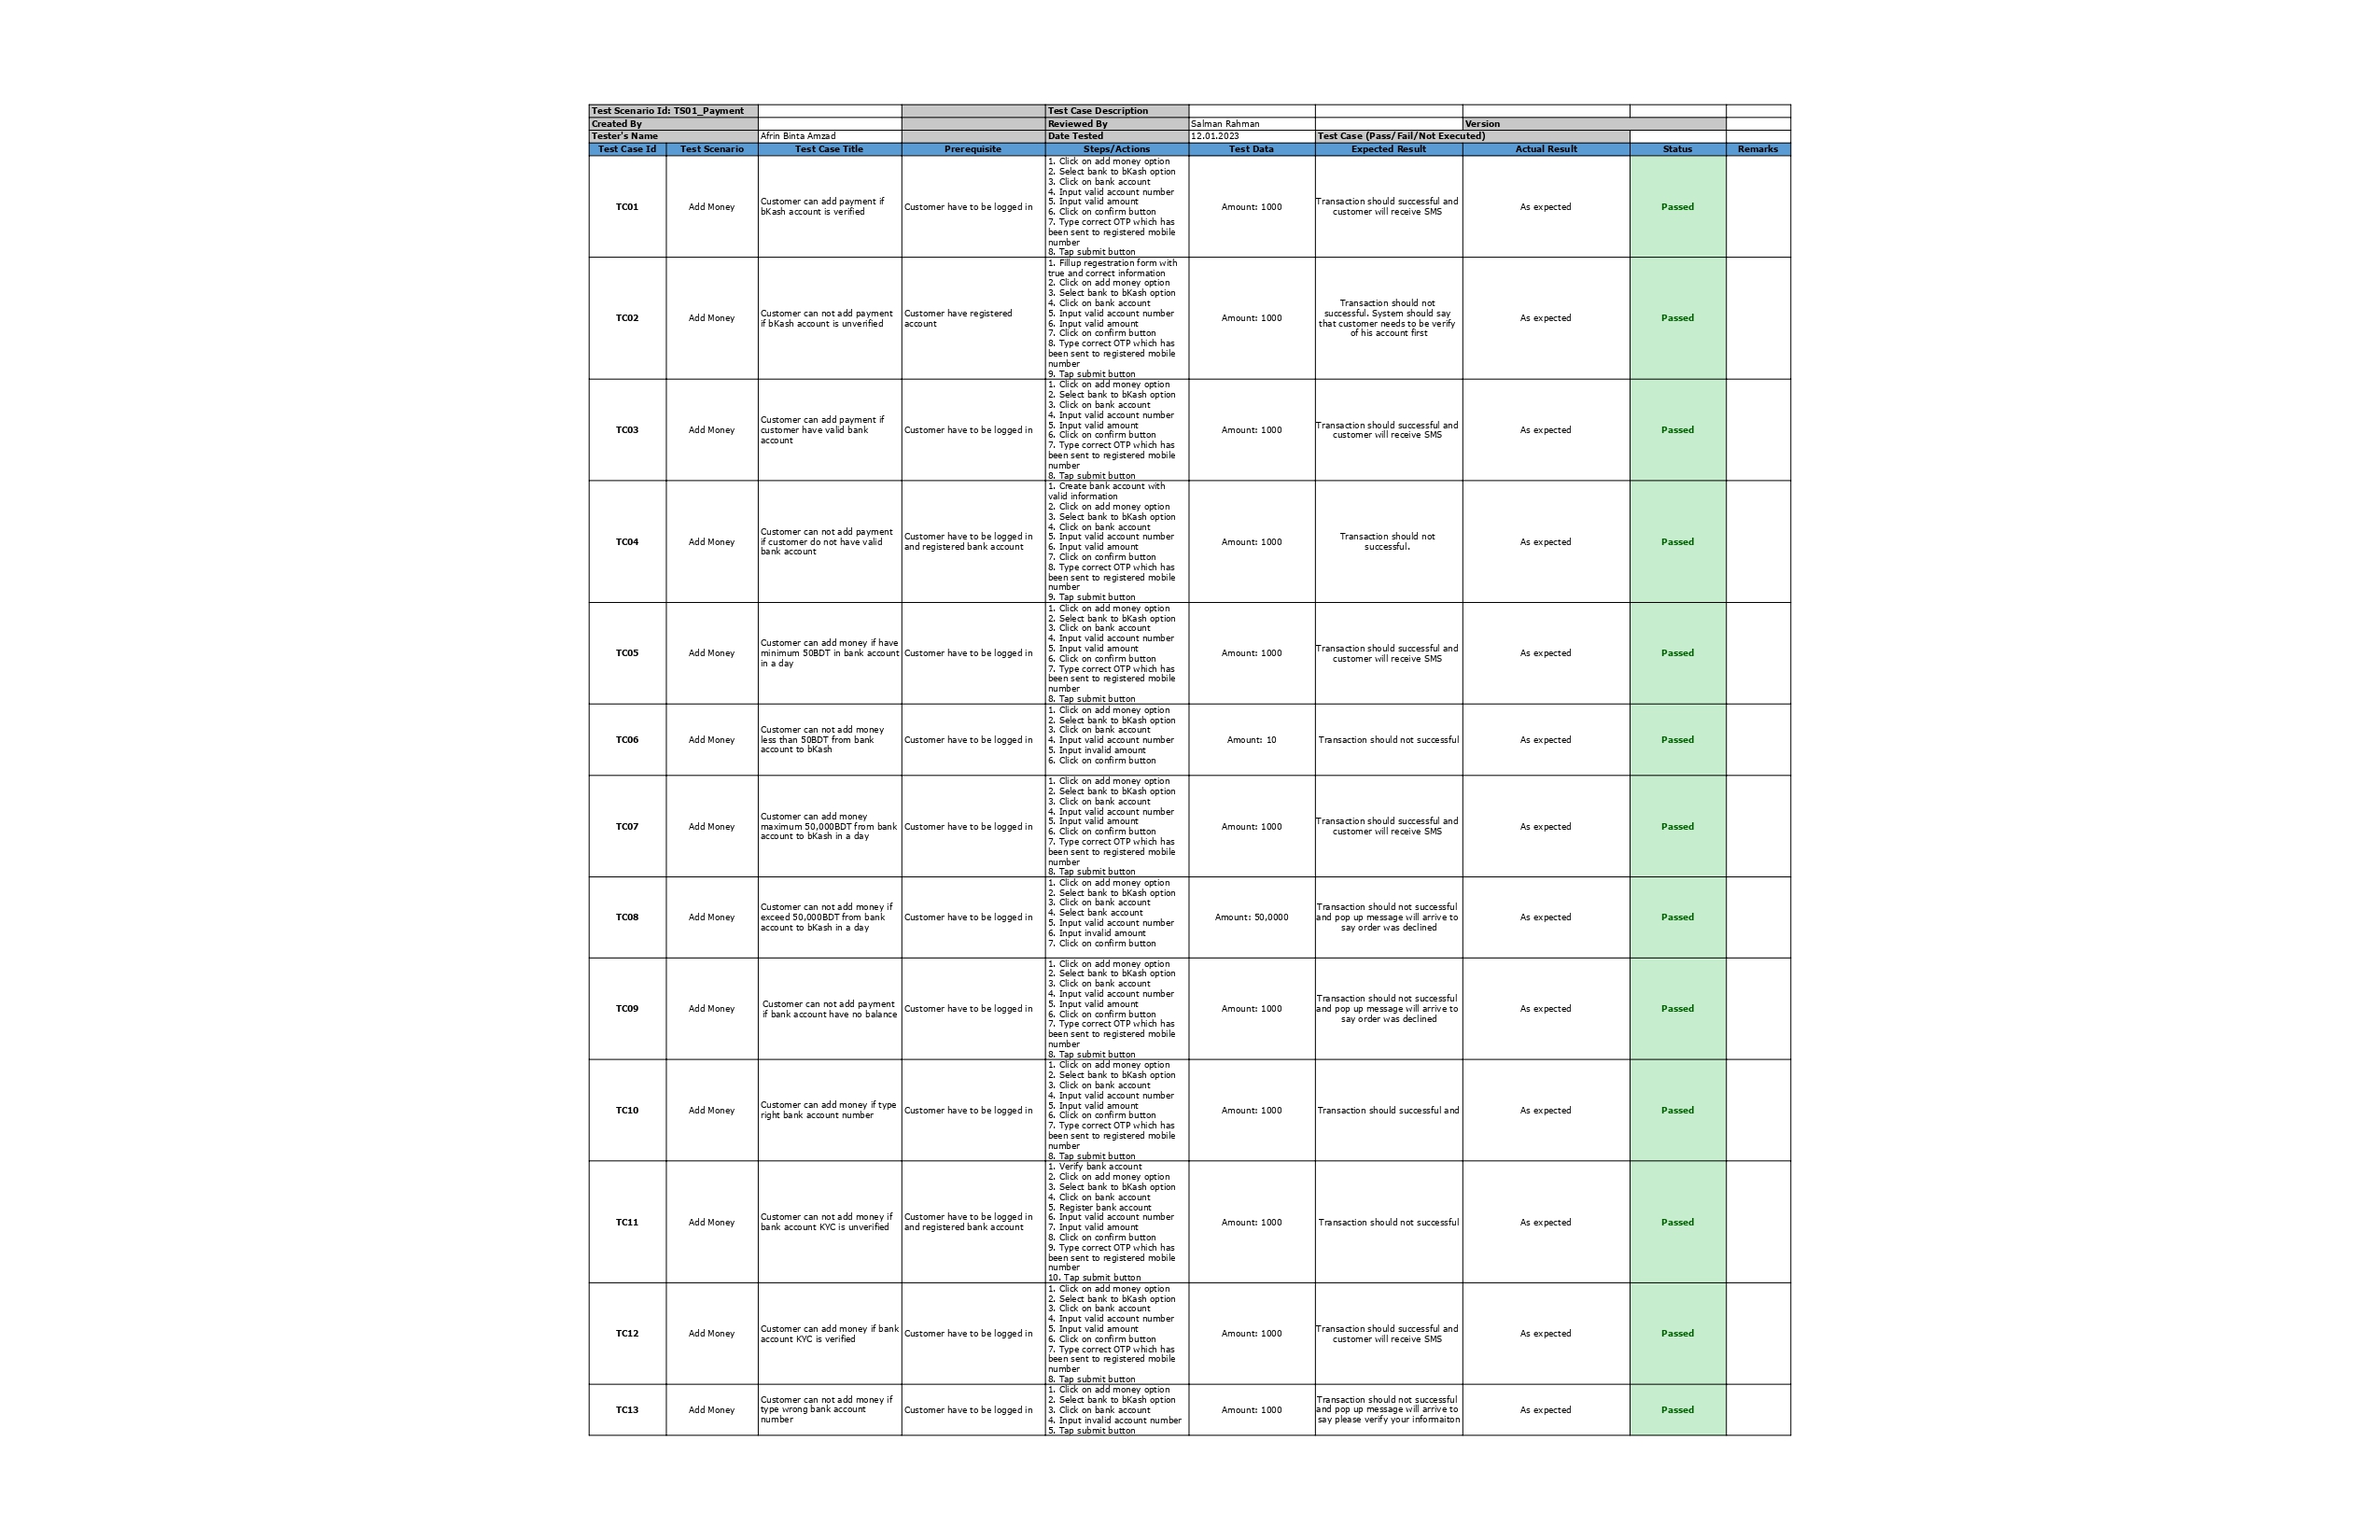 Test Scenario Id: TS01_Payment
Test Case Description
Created By
Reviewed By
Salman Rahman
Version
Tester's Name
Afrin Binta Amzad
Date Tested
12.01.2023
Test Case (Pass/Fail/Not Executed)
Test Case Id
Test Scenario
Test Case Title
Prerequisite
Steps/Actions
Test Data
Expected Result
Actual Result
Status
Remarks
TC01
Add Money
Customer can add payment if
bKash account is verified
Customer have to be logged in
1. Click on add money option
2. Select bank to bKash option
3. Click on bank account
4. Input valid account number
5. Input valid amount
6. Click on confirm button
7. Type correct OTP which has
been sent to registered mobile
number
8. Tap submit button
Amount: 1000
Transaction should successful and
customer will receive SMS
As expected
Passed
TC02
Add Money
Customer can not add payment
if bKash account is unverified
Customer have registered
account
1. Fillup regestration form with
true and correct information
2. Click on add money option
3. Select bank to bKash option
4. Click on bank account
5. Input valid account number
6. Input valid amount
7. Click on confirm button
8. Type correct OTP which has
been sent to registered mobile
number
9. Tap submit button
Amount: 1000
Transaction should not
successful. System should say
that customer needs to be verify
of his account first
As expected
Passed
TC03
Add Money
Customer can add payment if
customer have valid bank
account
Customer have to be logged in
1. Click on add money option
2. Select bank to bKash option
3. Click on bank account
4. Input valid account number
5. Input valid amount
6. Click on confirm button
7. Type correct OTP which has
been sent to registered mobile
number
8. Tap submit button
Amount: 1000
Transaction should successful and
customer will receive SMS
As expected
Passed
TC04
Add Money
Customer can not add payment
if customer do not have valid
bank account
Customer have to be logged in
and registered bank account
1. Create bank account with
valid information
2. Click on add money option
3. Select bank to bKash option
4. Click on bank account
5. Input valid account number
6. Input valid amount
7. Click on confirm button
8. Type correct OTP which has
been sent to registered mobile
number
9. Tap submit button
Amount: 1000
Transaction should not
successful.
As expected
Passed
TC05
Add Money
Customer can add money if have
minimum 50BDT in bank account
in a day
Customer have to be logged in
1. Click on add money option
2. Select bank to bKash option
3. Click on bank account
4. Input valid account number
5. Input valid amount
6. Click on confirm button
7. Type correct OTP which has
been sent to registered mobile
number
8. Tap submit button
Amount: 1000
Transaction should successful and
customer will receive SMS
As expected
Passed
TC06
Add Money
Customer can not add money
less than 50BDT from bank
account to bKash
Customer have to be logged in
1. Click on add money option
2. Select bank to bKash option
3. Click on bank account
4. Input valid account number
5. Input invalid amount
6. Click on confirm button
Amount: 10
Transaction should not successful
As expected
Passed
TC07
Add Money
Customer can add money
maximum 50,000BDT from bank
account to bKash in a day
Customer have to be logged in
1. Click on add money option
2. Select bank to bKash option
3. Click on bank account
4. Input valid account number
5. Input valid amount
6. Click on confirm button
7. Type correct OTP which has
been sent to registered mobile
number
8. Tap submit button
Amount: 1000
Transaction should successful and
customer will receive SMS
As expected
Passed
TC08
Add Money
Customer can not add money if
exceed 50,000BDT from bank
account to bKash in a day
Customer have to be logged in
1. Click on add money option
2. Select bank to bKash option
3. Click on bank account
4. Select bank account
5. Input valid account number
6. Input invalid amount
7. Click on confirm button
Amount: 50,0000
Transaction should not successful
and pop up message will arrive to
say order was declined
As expected
Passed
TC09
Add Money
Customer can not add payment
if bank account have no balance
Customer have to be logged in
1. Click on add money option
2. Select bank to bKash option
3. Click on bank account
4. Input valid account number
5. Input valid amount
6. Click on confirm button
7. Type correct OTP which has
been sent to registered mobile
number
8. Tap submit button
Amount: 1000
Transaction should not successful
and pop up message will arrive to
say order was declined
As expected
Passed
TC10
Add Money
Customer can add money if type
right bank account number
Customer have to be logged in
1. Click on add money option
2. Select bank to bKash option
3. Click on bank account
4. Input valid account number
5. Input valid amount
6. Click on confirm button
7. Type correct OTP which has
been sent to registered mobile
number
8. Tap submit button
Amount: 1000
Transaction should successful and
As expected
Passed
TC11
Add Money
Customer can not add money if
bank account KYC is unverified
Customer have to be logged in
and registered bank account
1. Verify bank account
2. Click on add money option
3. Select bank to bKash option
4. Click on bank account
5. Register bank account
6. Input valid account number
7. Input valid amount
8. Click on confirm button
9. Type correct OTP which has
been sent to registered mobile
number
10. Tap submit button
Amount: 1000
Transaction should not successful
As expected
Passed
TC12
Add Money
Customer can add money if bank
account KYC is verified
Customer have to be logged in
1. Click on add money option
2. Select bank to bKash option
3. Click on bank account
4. Input valid account number
5. Input valid amount
6. Click on confirm button
7. Type correct OTP which has
been sent to registered mobile
number
8. Tap submit button
Amount: 1000
Transaction should successful and
customer will receive SMS
As expected
Passed
TC13
Add Money
Customer can not add money if
type wrong bank account
number
Customer have to be logged in
1. Click on add money option
2. Select bank to bKash option
3. Click on bank account
4. Input invalid account number
5. Tap submit button
Amount: 1000
Transaction should not successful
and pop up message will arrive to
say please verify your informaiton
As expected
Passed